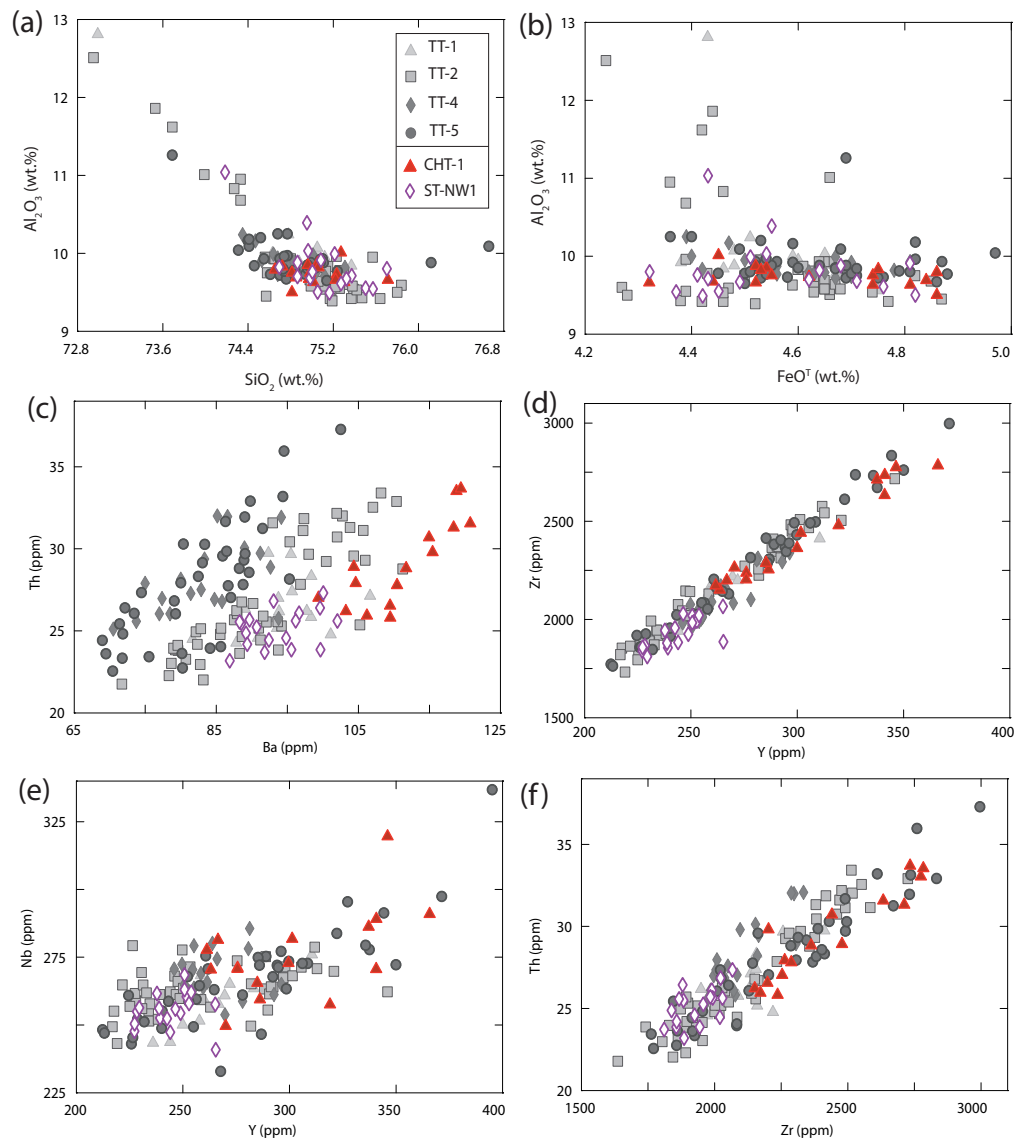 (a)
13
12
11
10
9
Al₂O₃ (wt.%)
72.8 73.6 74.4 75.2 76.0 76.8
SiO₂ (wt.%)
TT-1
TT-2
TT-4
TT-5
CHT-1
ST-NW1
(b)
13
12
11
10
9
Al₂O₃ (wt.%)
4.2 4.4 4.6 4.8 5.0
FeOᵀ (wt.%)
(c)
35
30
25
20
Th (ppm)
65 85 105 125
Ba (ppm)
(d)
3000
2500
2000
1500
Zr (ppm)
200 250 300 350 400
Y (ppm)
(e)
325
275
225
Nb (ppm)
200 250 300 350 400
Y (ppm)
(f)
35
30
25
20
Th (ppm)
1500 2000 2500 3000
Zr (ppm)